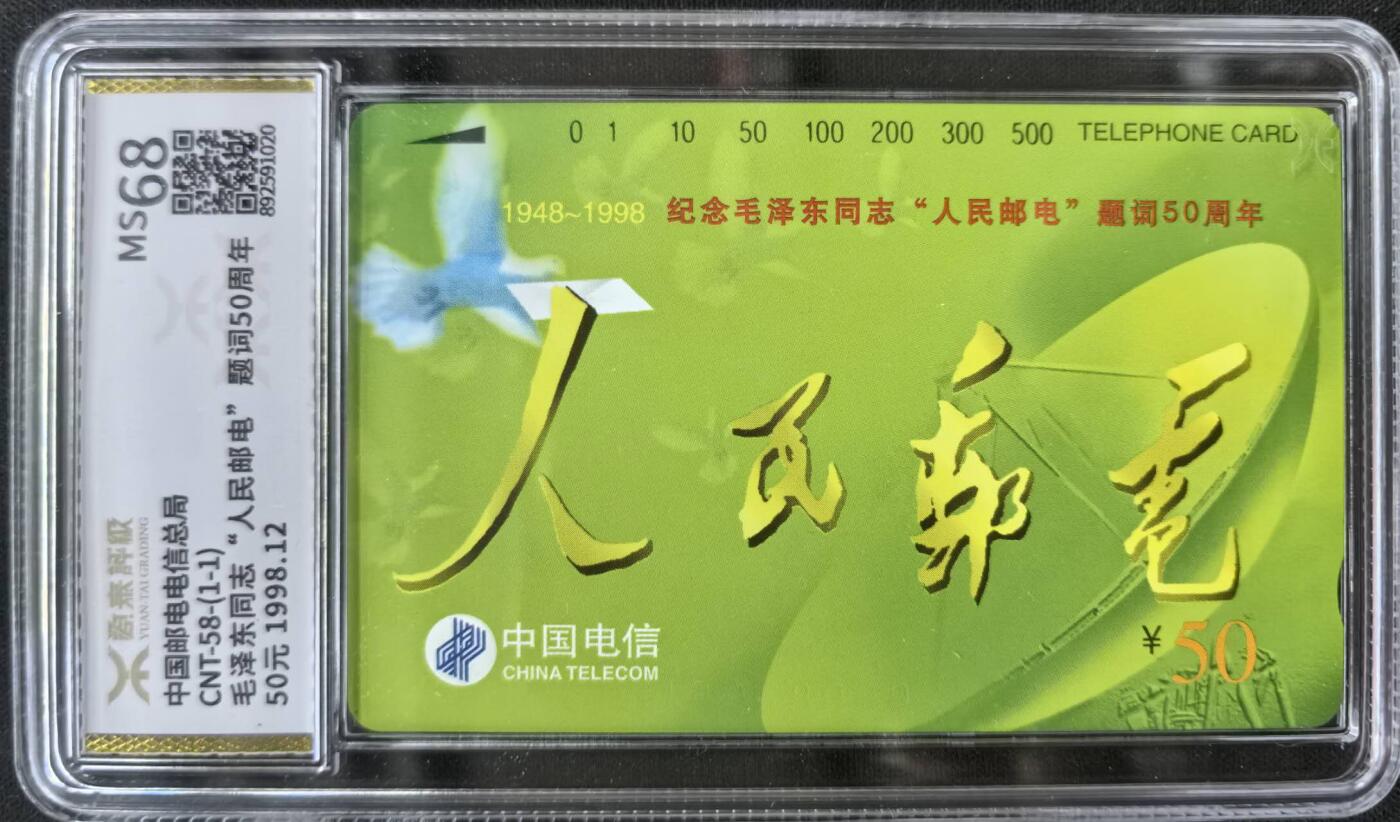 MS68
892591020
源泰評級
YUAN TAI GRADING
中国邮电电信总局
CNT-58-(1-1)
毛泽东同志“人民邮电”题词50周年
50元 1998.12
0 1 10 50 100 200 300 500 TELEPHONE CARD
1948~1998 纪念毛泽东同志“人民邮电”题词50周年
人民邮电
中国电信
CHINA TELECOM
¥50